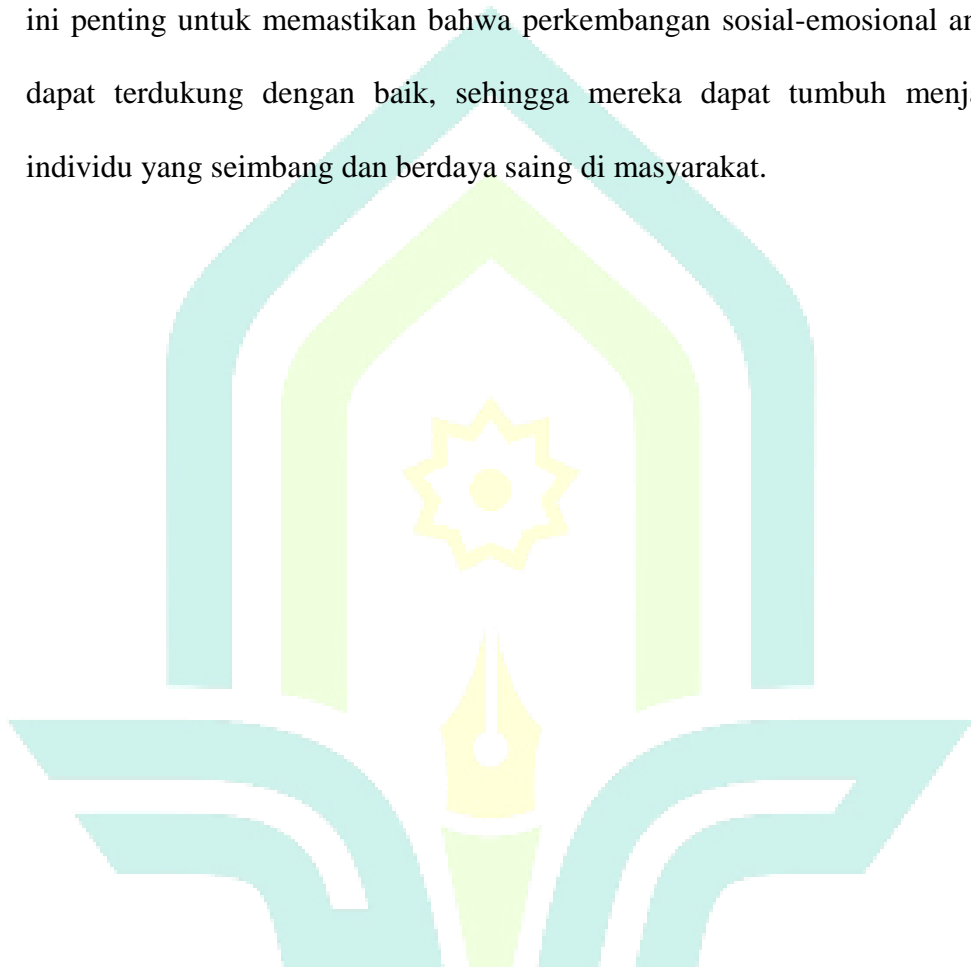 ini penting untuk memastikan bahwa perkembangan sosial-emosional
dapat terdukung dengan baik, sehingga mereka dapat tumbuh
individu yang seimbang dan berdaya saing di masyarakat.